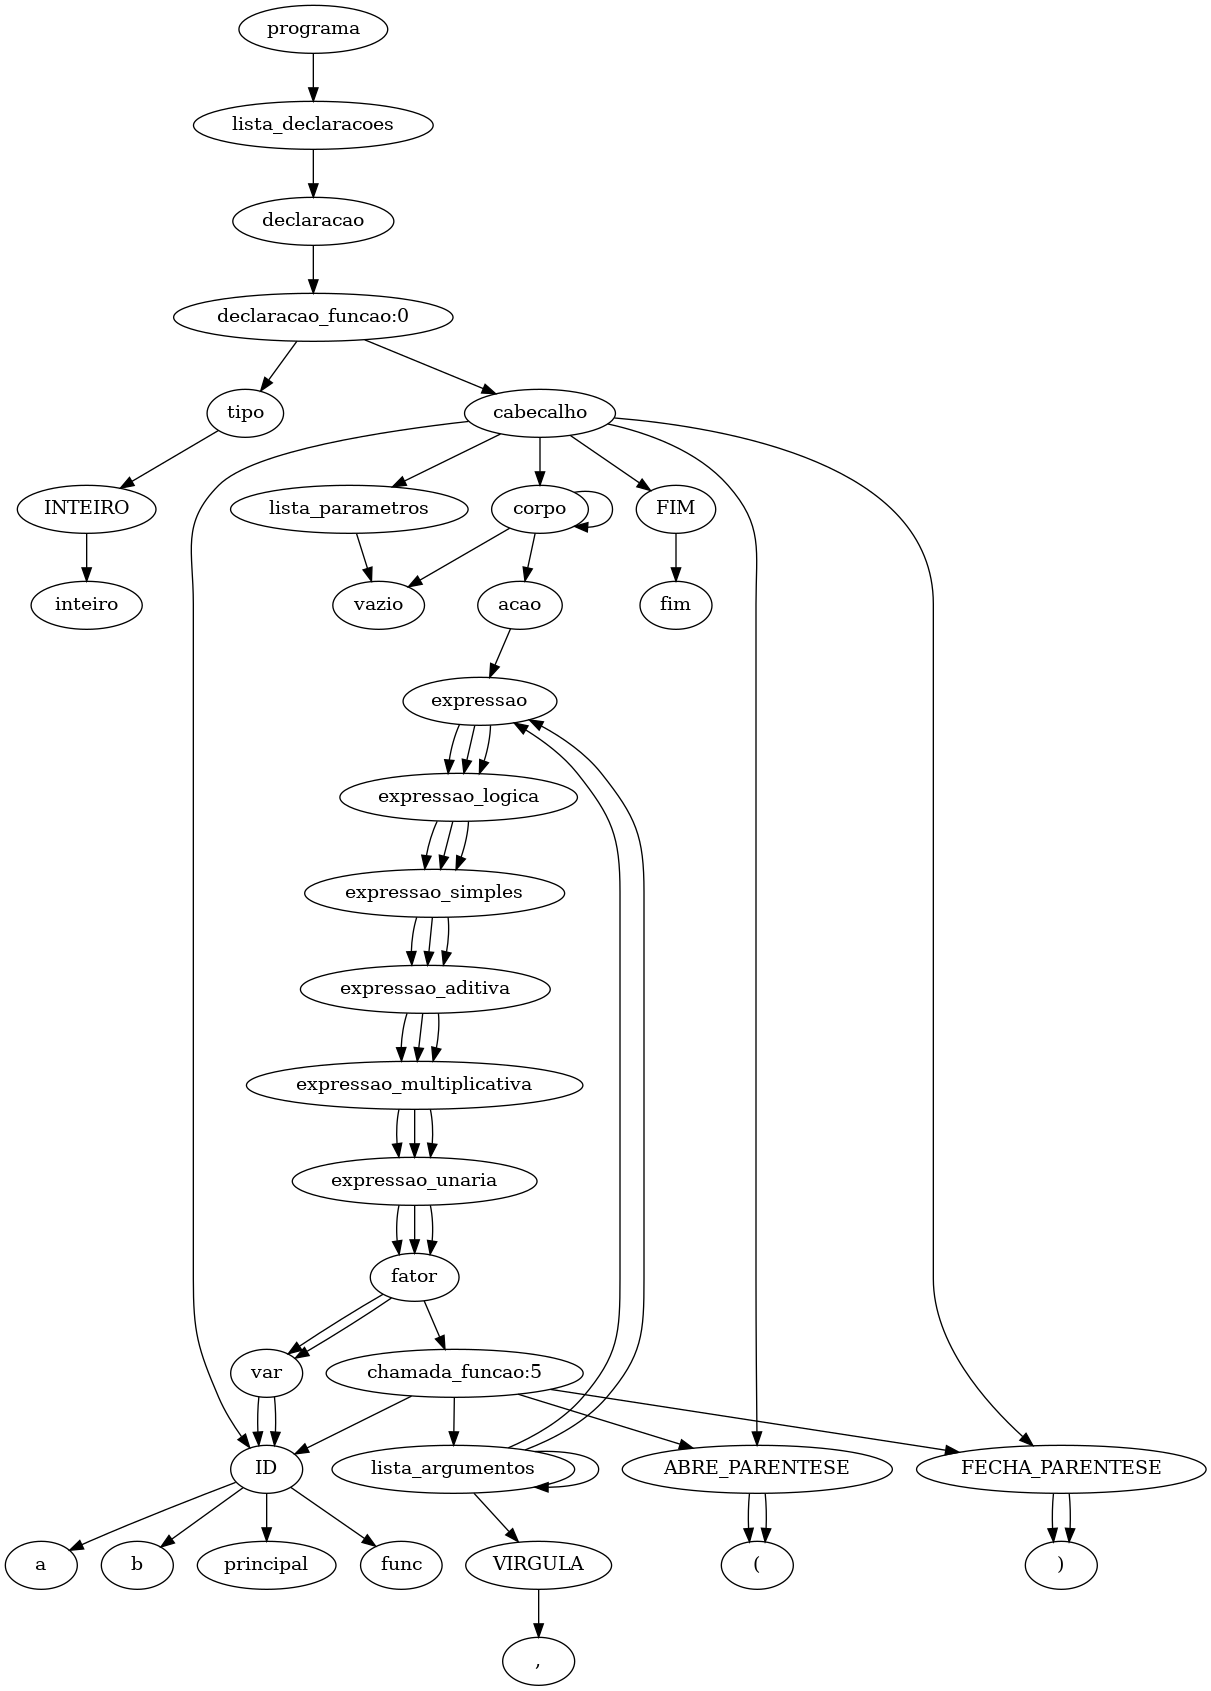 programa
lista_declaracoes
declaracao
declaracao_funcao:0
tipo
cabecalho
INTEIRO
lista_parametros
corpo
FIM
inteiro
vazio
acao
fim
expressao
expressao_logica
expressao_simples
expressao_aditiva
expressao_multiplicativa
expressao_unaria
fator
var
chamada_funcao:5
ID
lista_argumentos
ABRE_PARENTESE
FECHA_PARENTESE
a
b
principal
func
VIRGULA
(
)
,